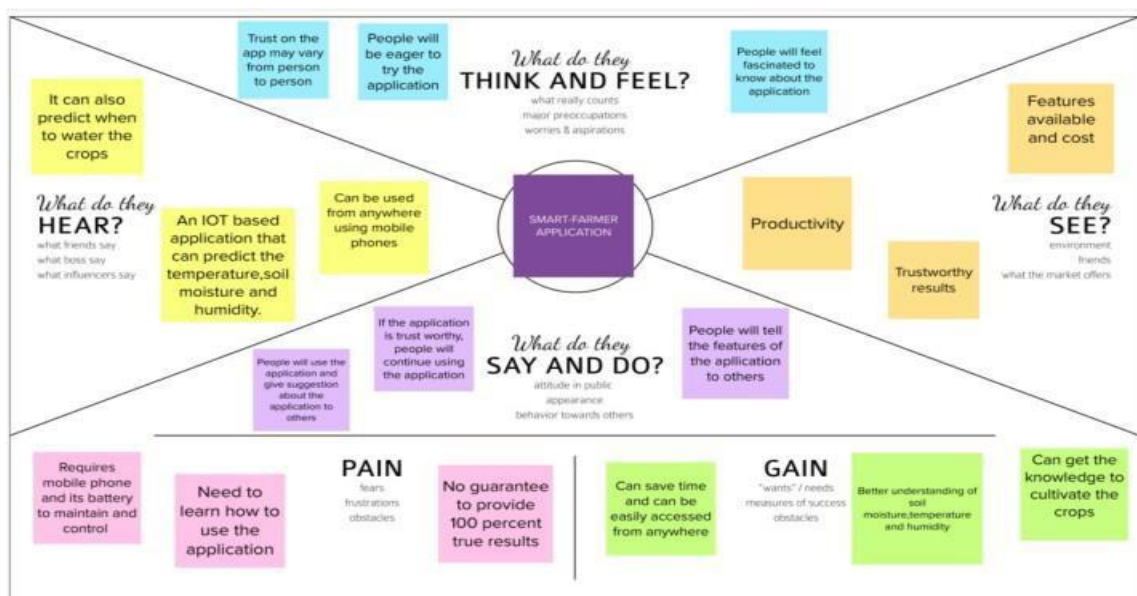 Trust on the
app may vary
from person
to person
People will
be eager to
try the
application
What do they
THINK AND FEEL?
what really counts
major preoccupations
worries & aspirations
People will feel
fascinated to
know about the
application
It can also
predict when
to water the
crops
What do they
HEAR?
what friends say
what boss say
what influencers say
An IOT based
application that
can predict the
temperature,soil
moisture and
humidity.
Can be used
from anywhere
using mobile
phones
SMART-FARMER
APPLICATION
Productivity
Features
available
and cost
Trustworthy
results
What do they
SEE?
environment
friends
what the market offers
People will use the
application and
give suggestion
about the
application to
others
If the application
is trust worthy,
people will
continue using
the application
What do they
SAY AND DO?
attitude in public
appearance
behavior towards others
People will tell
the features of
the apllication
to others
Requires
mobile phone
and its battery
to maintain and
control
Need to
learn how to
use the
application
PAIN
fears
frustrations
obstacles
No guarantee
to provide
100 percent
true results
Can save time
and can be
easily accessed
from anywhere
GAIN
"wants" / needs
measures of success
obstacles
Better understanding of
soil
moisture,temperature
and humidity
Can get the
knowledge to
cultivate the
crops